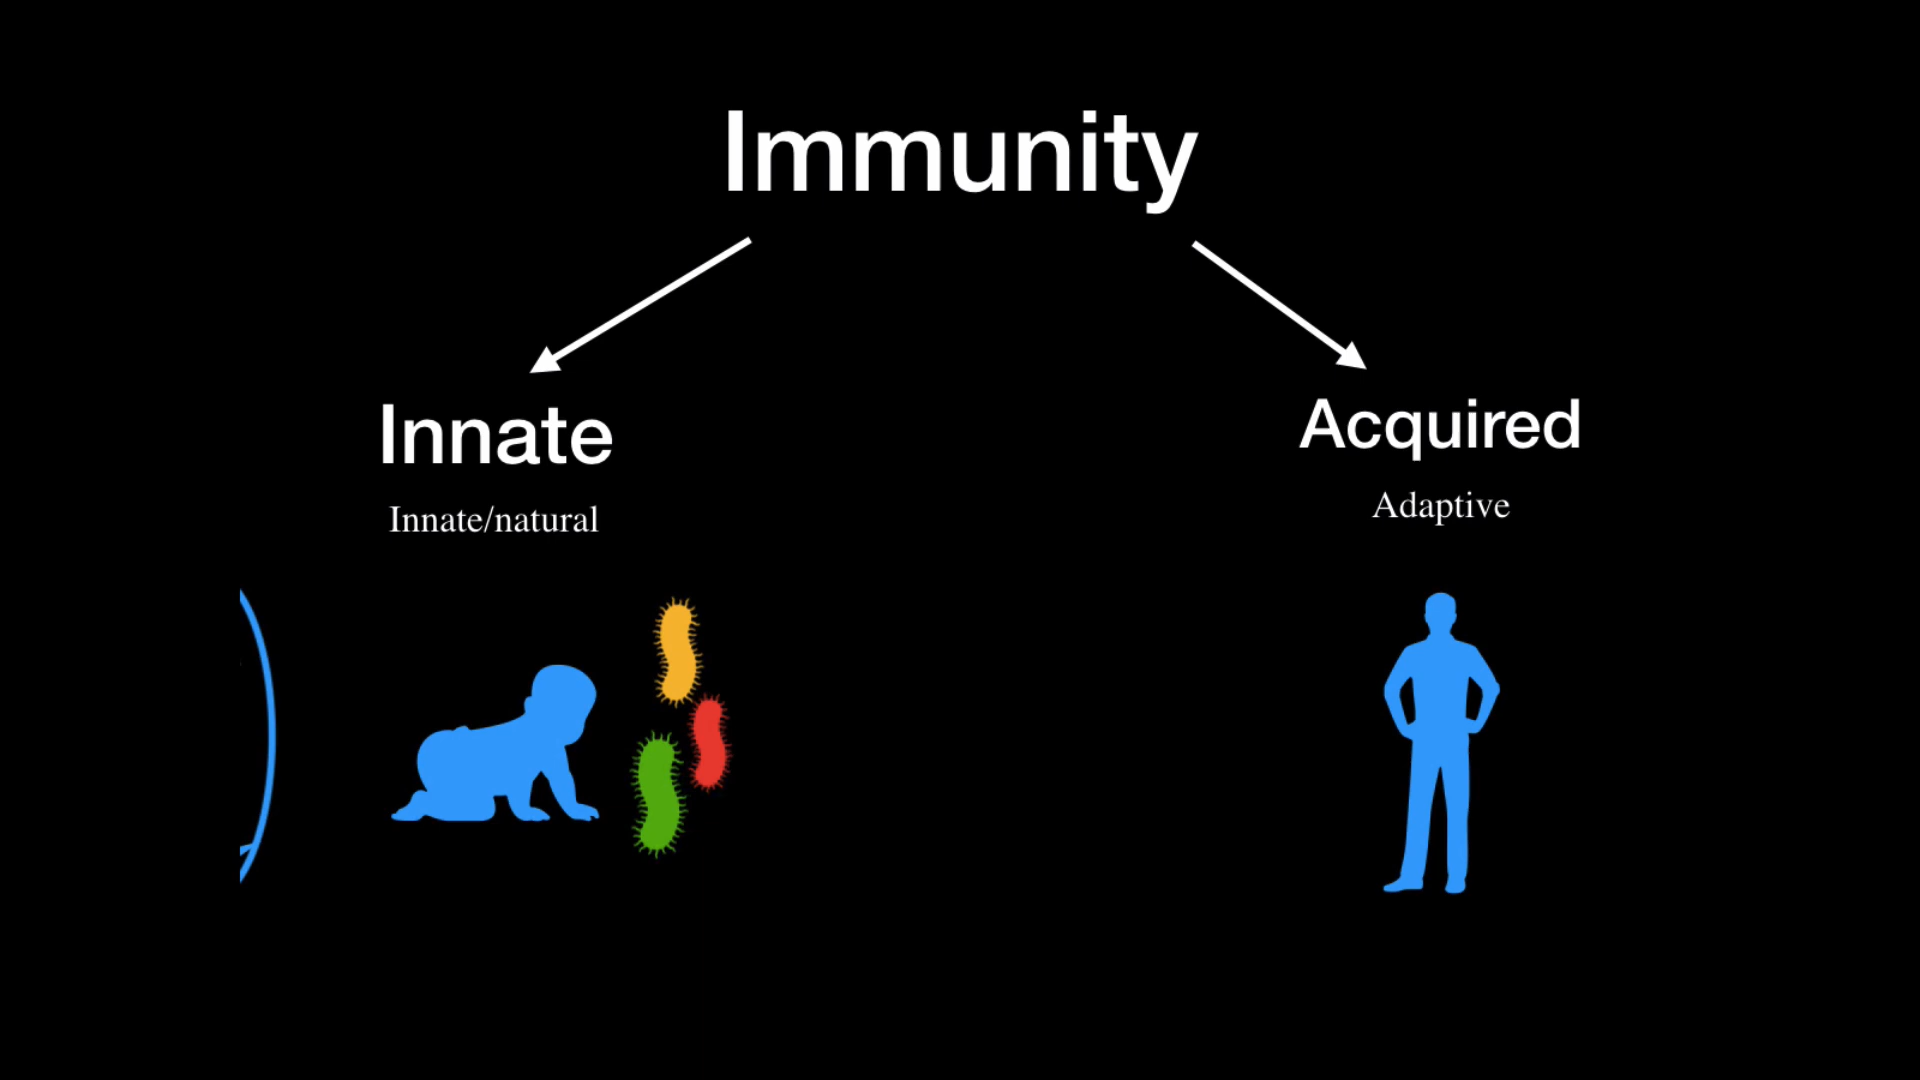 Immunity
Innate
Innate/natural
Acquired
Adaptive